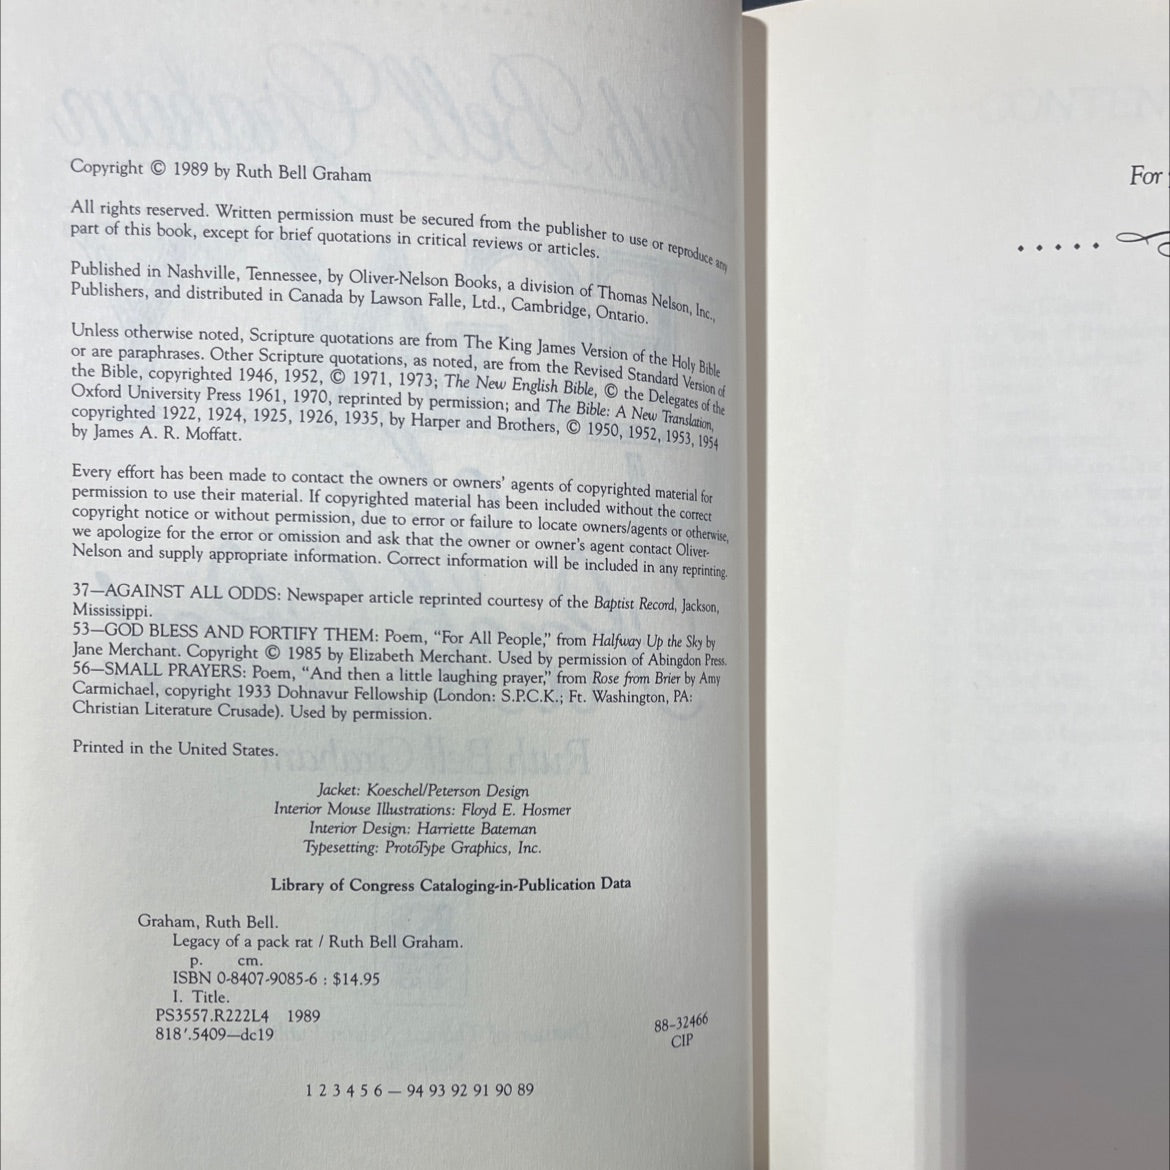 Copyright © 1989 by Ruth Bell Graham
All rights reserved. Written permission must be secured from the publisher to use or reproduce any
part of this book, except for brief quotations in critical reviews or articles.
Published in Nashville, Tennessee, by Oliver-Nelson Books, a division of Thomas Nelson, Inc.,
Publishers, and distributed in Canada by Lawson Falle, Ltd., Cambridge, Ontario.
Unless otherwise noted, Scripture quotations are from The King James Version of the Holy Bible
or are paraphrases. Other Scripture quotations, as noted, are from the Revised Standard Version of
the Bible, copyrighted 1946, 1952, © 1971, 1973; The New English Bible, © the Delegates of the
Oxford University Press 1961, 1970, reprinted by permission; and The Bible: A New Translation,
copyrighted 1922, 1924, 1925, 1926, 1935, by Harper and Brothers, © 1950, 1952, 1953, 1954
by James A. R. Moffatt.
Every effort has been made to contact the owners or owners' agents of copyrighted material for
permission to use their material. If copyrighted material has been included without the correct
copyright notice or without permission, due to error or failure to locate owners/agents or otherwise,
we apologize for the error or omission and ask that the owner or owner's agent contact Oliver-
Nelson and supply appropriate information. Correct information will be included in any reprinting.
37—AGAINST ALL ODDS: Newspaper article reprinted courtesy of the Baptist Record, Jackson,
Mississippi.
53—GOD BLESS AND FORTIFY THEM: Poem, "For All People," from Halfway Up the Sky by
Jane Merchant. Copyright © 1985 by Elizabeth Merchant. Used by permission of Abingdon Press.
56—SMALL PRAYERS: Poem, "And then a little laughing prayer," from Rose from Brier by Amy
Carmichael, copyright 1933 Dohnavur Fellowship (London: S.P.C.K.; Ft. Washington, PA:
Christian Literature Crusade). Used by permission.
Printed in the United States.
Jacket: Koeschel/Peterson Design
Interior Mouse Illustrations: Floyd E. Hosmer
Interior Design: Harriette Bateman
Typesetting: ProtoType Graphics, Inc.
Library of Congress Cataloging-in-Publication Data
Graham, Ruth Bell.
Legacy of a pack rat / Ruth Bell Graham.
p. cm.
ISBN 0-8407-9085-6 : $14.95
I. Title.
PS3557.R222L4 1989
818'.5409—dc19
88-32466
CIP
1 2 3 4 5 6 — 94 93 92 91 90 89
For